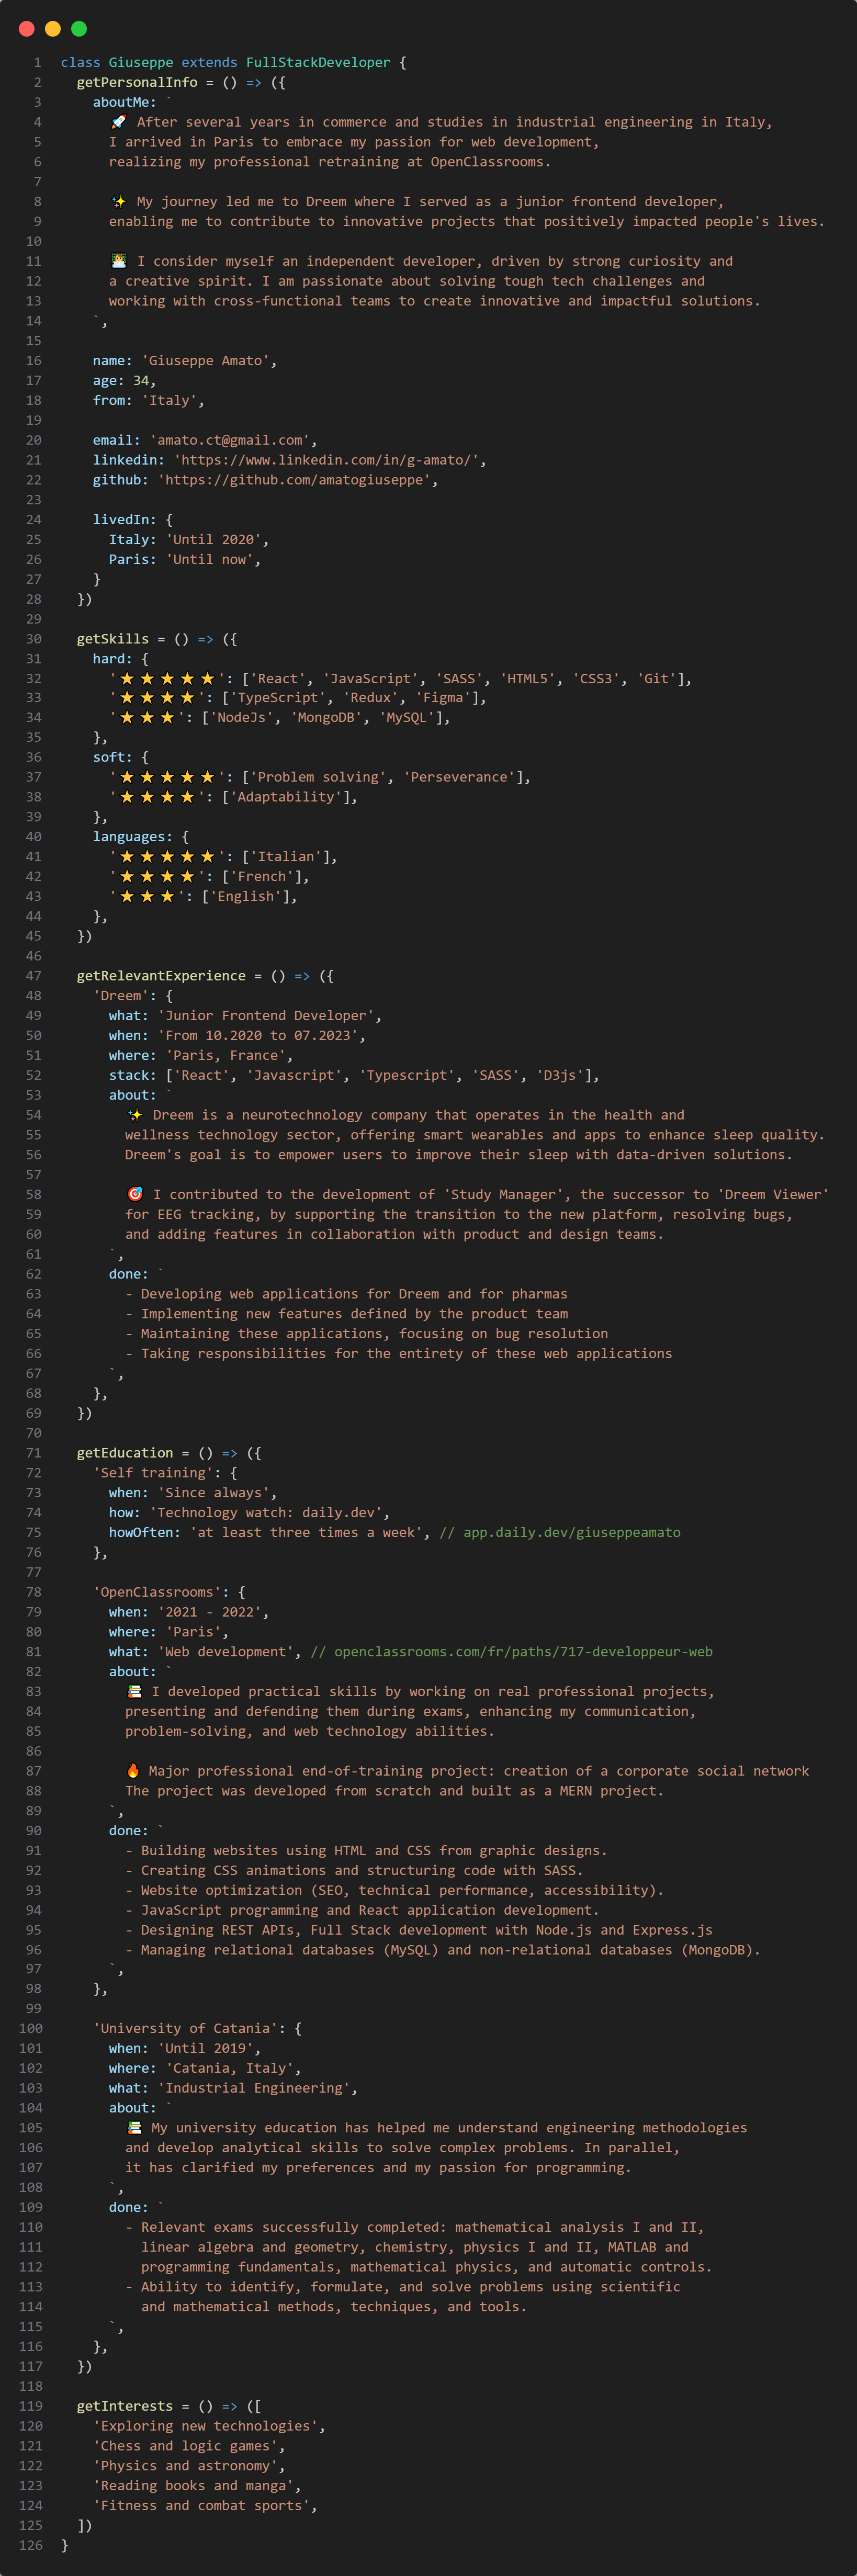 1 class Giuseppe extends FullStackDeveloper {
2 getPersonalInfo = () => ({
3 aboutMe: `
4 🚀 After several years in commerce and studies in industrial engineering in Italy,
5 I arrived in Paris to embrace my passion for web development,
6 realizing my professional retraining at OpenClassrooms.
7
8 ✨ My journey led me to Dreem where I served as a junior frontend developer,
9 enabling me to contribute to innovative projects that positively impacted people's lives.
10
11 👨‍💻 I consider myself an independent developer, driven by strong curiosity and
12 a creative spirit. I am passionate about solving tough tech challenges and
13 working with cross-functional teams to create innovative and impactful solutions.
14 `,
15
16 name: 'Giuseppe Amato',
17 age: 34,
18 from: 'Italy',
19
20 email: 'amato.ct@gmail.com',
21 linkedin: 'https://www.linkedin.com/in/g-amato/',
22 github: 'https://github.com/amatogiuseppe',
23
24 livedIn: {
25 Italy: 'Until 2020',
26 Paris: 'Until now',
27 }
28 })
29
30 getSkills = () => ({
31 hard: {
32 '⭐⭐⭐⭐⭐': ['React', 'JavaScript', 'SASS', 'HTML5', 'CSS3', 'Git'],
33 '⭐⭐⭐⭐': ['TypeScript', 'Redux', 'Figma'],
34 '⭐⭐⭐': ['NodeJs', 'MongoDB', 'MySQL'],
35 },
36 soft: {
37 '⭐⭐⭐⭐⭐': ['Problem solving', 'Perseverance'],
38 '⭐⭐⭐⭐': ['Adaptability'],
39 },
40 languages: {
41 '⭐⭐⭐⭐⭐': ['Italian'],
42 '⭐⭐⭐⭐': ['French'],
43 '⭐⭐⭐': ['English'],
44 },
45 })
46
47 getRelevantExperience = () => ({
48 'Dreem': {
49 what: 'Junior Frontend Developer',
50 when: 'From 10.2020 to 07.2023',
51 where: 'Paris, France',
52 stack: ['React', 'Javascript', 'Typescript', 'SASS', 'D3js'],
53 about: `
54 ✨ Dreem is a neurotechnology company that operates in the health and
55 wellness technology sector, offering smart wearables and apps to enhance sleep quality.
56 Dreem's goal is to empower users to improve their sleep with data-driven solutions.
57
58 🎯 I contributed to the development of 'Study Manager', the successor to 'Dreem Viewer'
59 for EEG tracking, by supporting the transition to the new platform, resolving bugs,
60 and adding features in collaboration with product and design teams.
61 `,
62 done: `
63 - Developing web applications for Dreem and for pharmas
64 - Implementing new features defined by the product team
65 - Maintaining these applications, focusing on bug resolution
66 - Taking responsibilities for the entirety of these web applications
67 `,
68 },
69 })
70
71 getEducation = () => ({
72 'Self training': {
73 when: 'Since always',
74 how: 'Technology watch: daily.dev',
75 howOften: 'at least three times a week', // app.daily.dev/giuseppeamato
76 },
77
78 'OpenClassrooms': {
79 when: '2021 - 2022',
80 where: 'Paris',
81 what: 'Web development', // openclassrooms.com/fr/paths/717-developpeur-web
82 about: `
83 📚 I developed practical skills by working on real professional projects,
84 presenting and defending them during exams, enhancing my communication,
85 problem-solving, and web technology abilities.
86
87 🔥 Major professional end-of-training project: creation of a corporate social network
88 The project was developed from scratch and built as a MERN project.
89 `,
90 done: `
91 - Building websites using HTML and CSS from graphic designs.
92 - Creating CSS animations and structuring code with SASS.
93 - Website optimization (SEO, technical performance, accessibility).
94 - JavaScript programming and React application development.
95 - Designing REST APIs, Full Stack development with Node.js and Express.js
96 - Managing relational databases (MySQL) and non-relational databases (MongoDB).
97 `,
98 },
99
100 'University of Catania': {
101 when: 'Until 2019',
102 where: 'Catania, Italy',
103 what: 'Industrial Engineering',
104 about: `
105 📚 My university education has helped me understand engineering methodologies
106 and develop analytical skills to solve complex problems. In parallel,
107 it has clarified my preferences and my passion for programming.
108 `,
109 done: `
110 - Relevant exams successfully completed: mathematical analysis I and II,
111 linear algebra and geometry, chemistry, physics I and II, MATLAB and
112 programming fundamentals, mathematical physics, and automatic controls.
113 - Ability to identify, formulate, and solve problems using scientific
114 and mathematical methods, techniques, and tools.
115 `,
116 },
117 })
118
119 getInterests = () => ([
120 'Exploring new technologies',
121 'Chess and logic games',
122 'Physics and astronomy',
123 'Reading books and manga',
124 'Fitness and combat sports',
125 ])
126 }